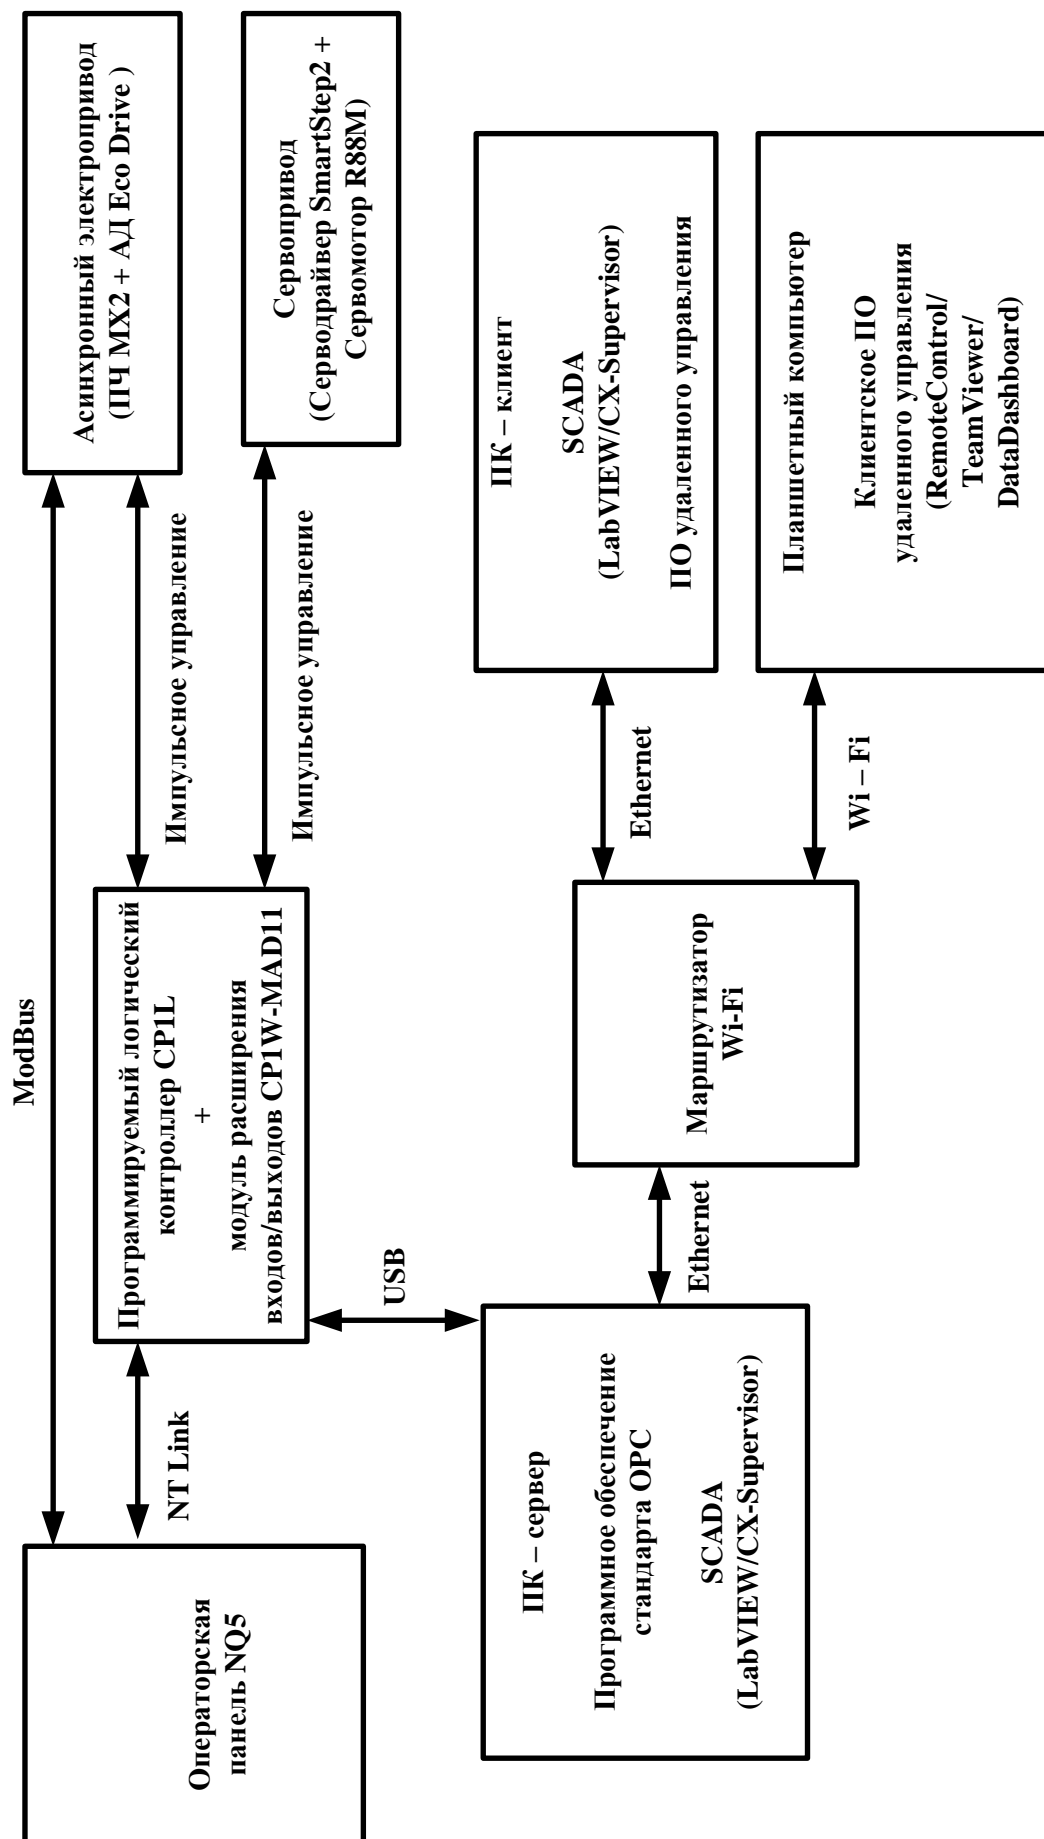 Операторская
панель NQ5
ModBus
NT Link
Программируемый логический
контроллер CP1L
+
модуль расширения
входов/выходов CP1W-MAD11
Импульсное управление
Импульсное управление
Асинхронный электропривод
(ПЧ MX2 + АД Eco Drive )
Сервопривод
(Серводрайвер SmartStep2 +
Сервомотор R88M)
USB
ПК – сервер
Программное обеспечение
стандарта OPC
SCADA
(LabVIEW/CX-Supervisor)
Ethernet
Маршрутизатор
Wi-Fi
Ethernet
Wi – Fi
ПК – клиент
SCADA
(LabVIEW/CX-Supervisor)
ПО удаленного управления
Планшетный компьютер
Клиентское ПО
удаленного управления
(RemoteControl/
TeamViewer/
DataDashboard)